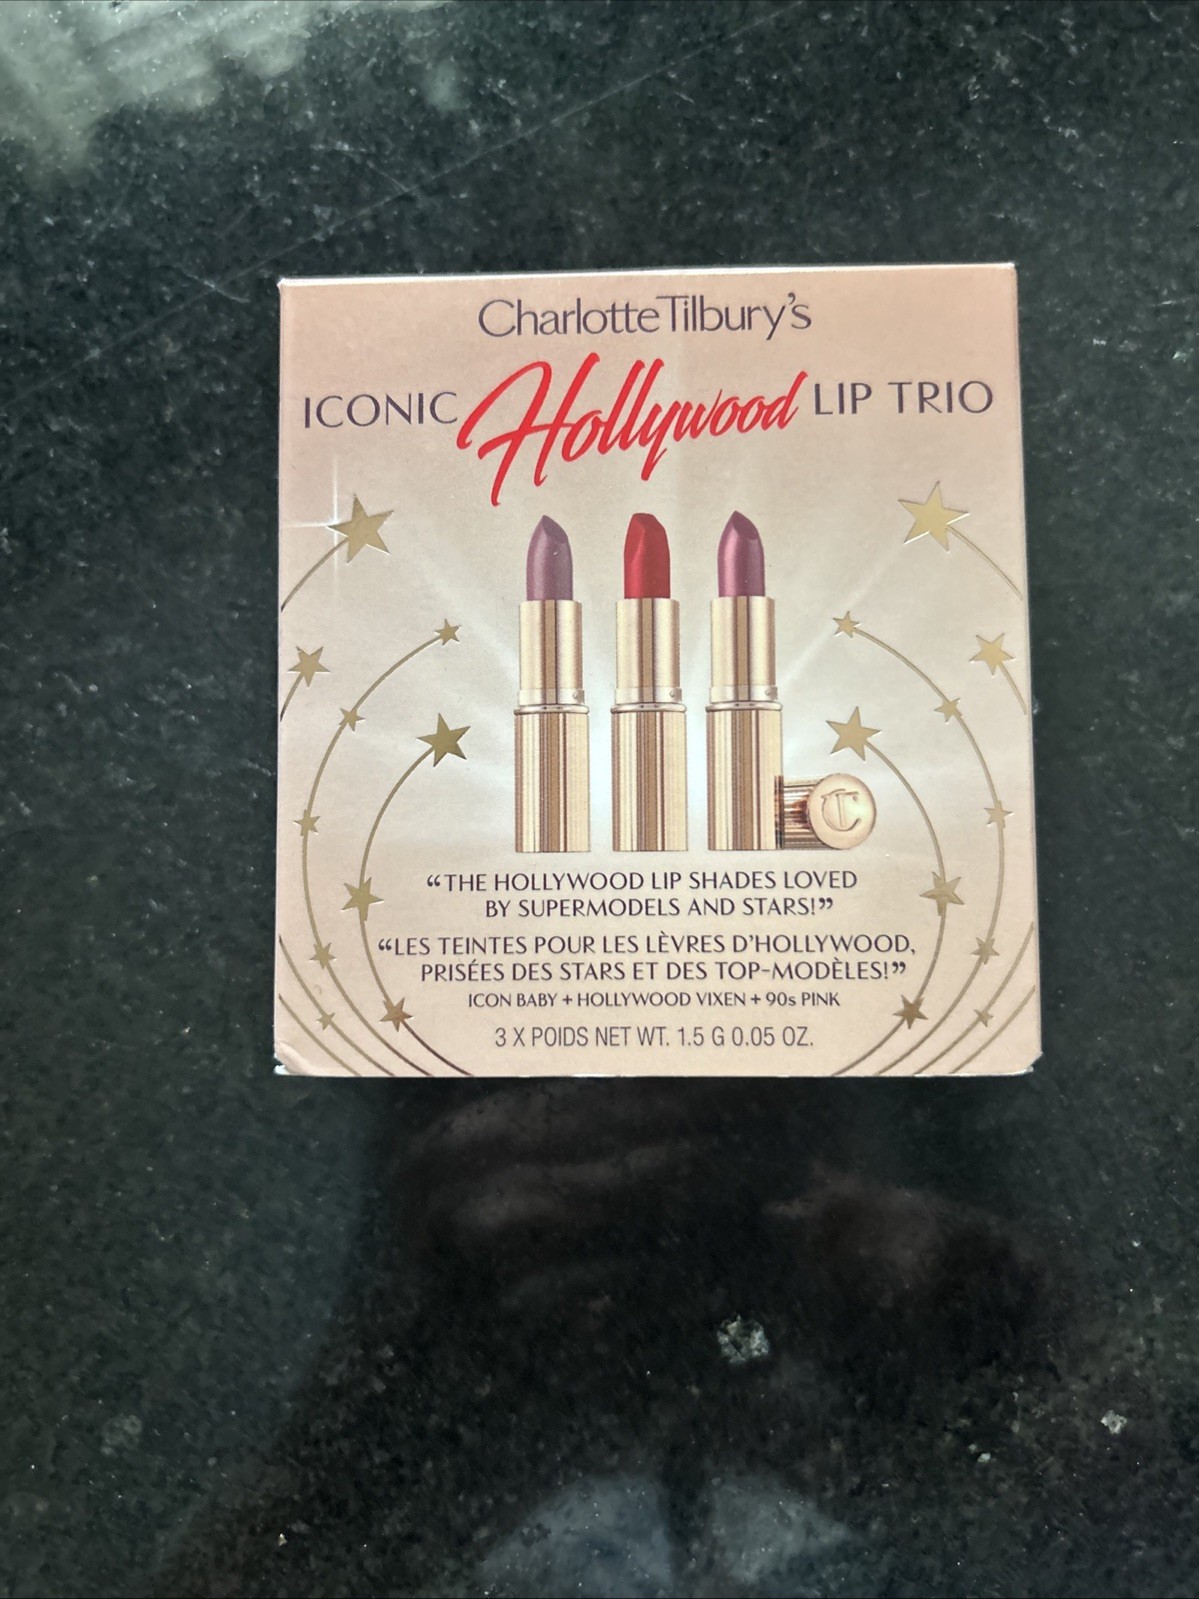 Charlotte Tilbury's
ICONIC Hollywood LIP TRIO
“THE HOLLYWOOD LIP SHADES LOVED
BY SUPERMODELS AND STARS!”
“LES TEINTES POUR LES LÈVRES D'HOLLYWOOD,
PRISÉES DES STARS ET DES TOP-MODÈLES!”
ICON BABY + HOLLYWOOD VIXEN + 90s PINK
3 X POIDS NET WT. 1.5 G 0.05 OZ.